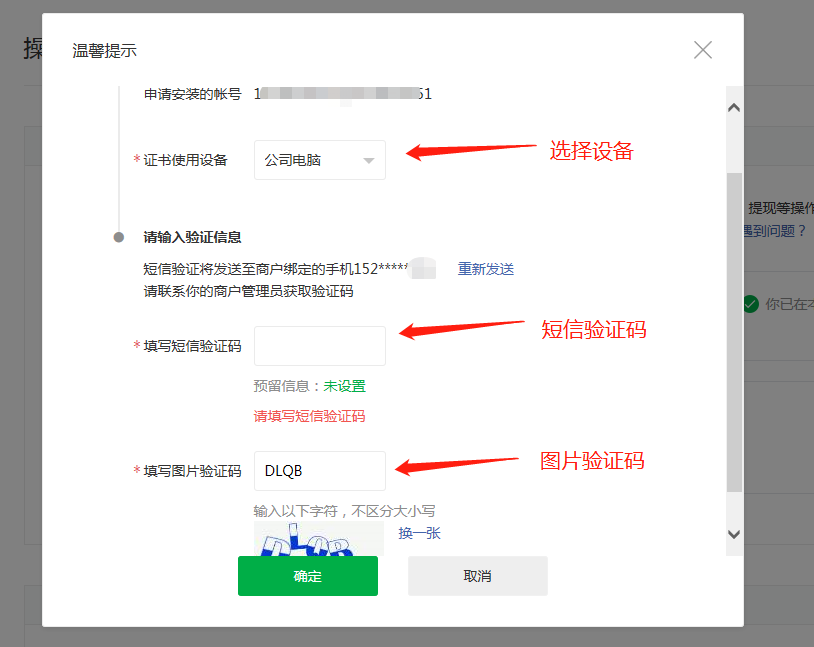 操
温馨提示
申请安装的帐号 1 51
*证书使用设备 公司电脑
选择设备
请输入验证信息
短信验证将发送至商户绑定的手机152***** 重新发送
请联系你的商户管理员获取验证码
*填写短信验证码
短信验证码
预留信息：未设置
请填写短信验证码
*填写图片验证码 DLQB
图片验证码
输入以下字符，不区分大小写
DLQB 换一张
确定 取消
提现等操作
遇到问题？
你已在本